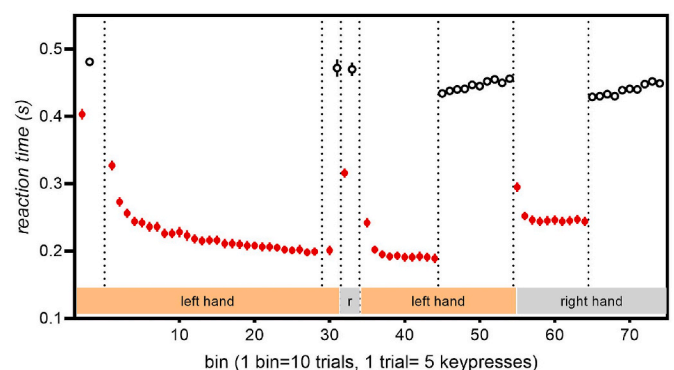 reaction time (s)
0.5
0.4
0.3
0.2
0.1
left hand r left hand right hand
10 20 30 40 50 60 70
bin (1 bin=10 trials, 1 trial= 5 keypresses)